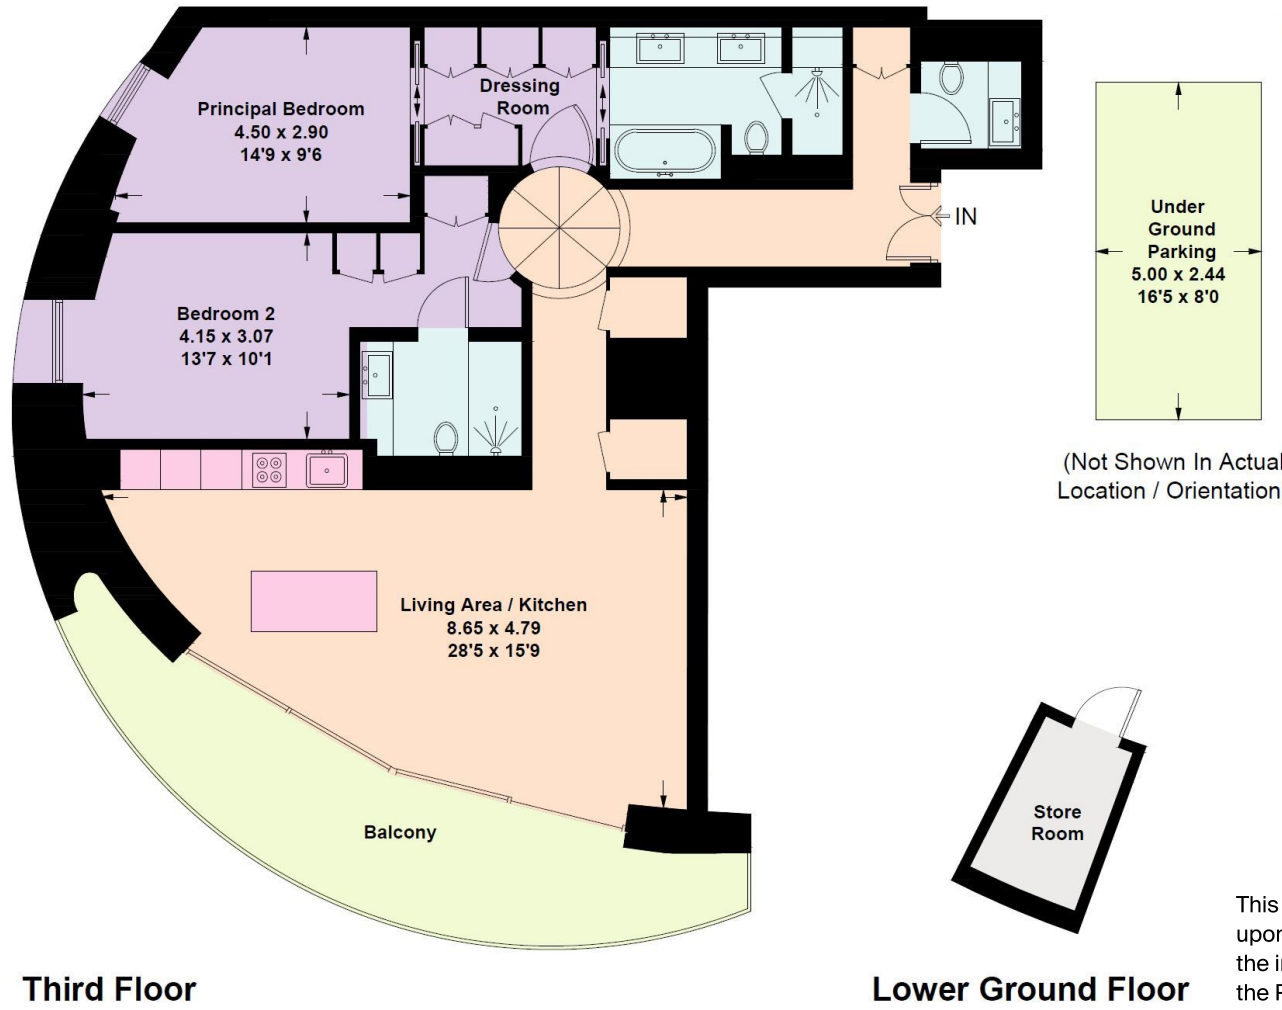 Principal Bedroom
4.50 x 2.90
14'9 x 9'6
Dressing
Room
IN
Under
Ground
Parking
5.00 x 2.44
16'5 x 8'0
Bedroom 2
4.15 x 3.07
13'7 x 10'1
(Not Shown In Actual
Location / Orientation
Living Area / Kitchen
8.65 x 4.79
28'5 x 15'9
Balcony
Store
Room
Third Floor
Lower Ground Floor
This
upon
the
the